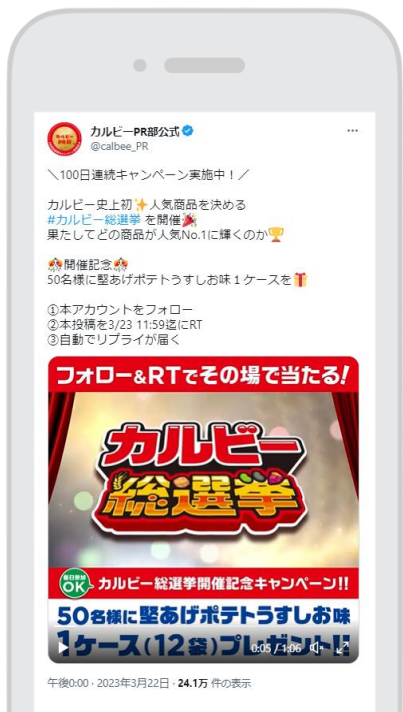 カルビーPR部公式
@calbee_PR
＼100日連続キャンペーン実施中！／
カルビー史上初✨人気商品を決める
#カルビー総選挙 を開催🎉
果たしてどの商品が人気No.1に輝くのか🏆
🎊開催記念🎊
50名様に堅あげポテトうすしお味１ケースを🎁
①本アカウントをフォロー
②本投稿を3/23 11:59迄にRT
③自動でリプライが届く
フォロー&RTでその場で当たる!
カルビー
総選挙
毎日参加
OK
カルビー総選挙開催記念キャンペーン!!
50名様に堅あげポテトうすしお味
1ケース(12袋)プレゼント!!
0:05 / 1:06
午後0:00 · 2023年3月22日 · 24.1万 件の表示